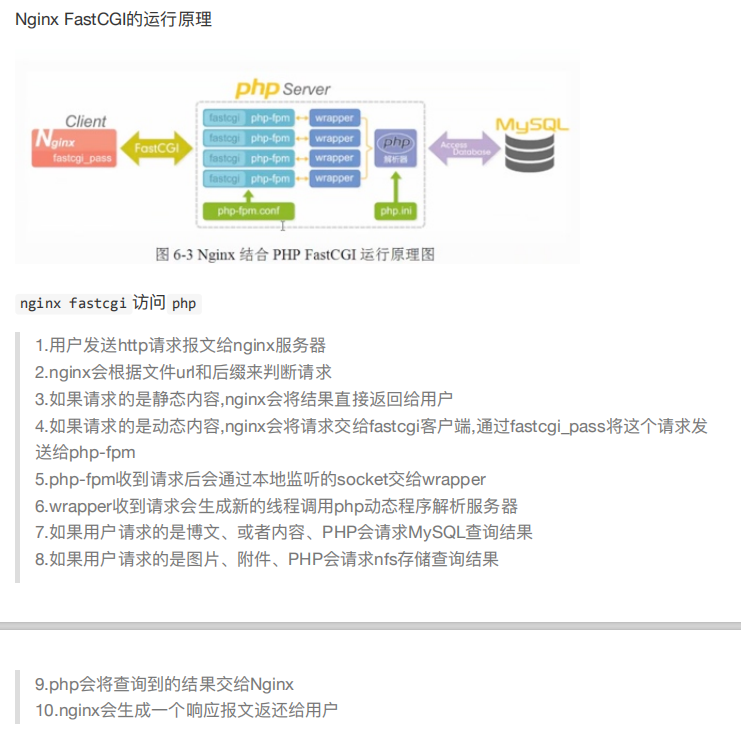 Nginx FastCGI的运行原理
php Server
Client
Nginx
fastcgi_pass
FastCGI
fastcgi php-fpm wrapper
fastcgi php-fpm wrapper
fastcgi php-fpm wrapper
fastcgi php-fpm wrapper
php
解析器
Access
Database
MySQL
php-fpm.conf
php.ini
图 6-3 Nginx 结合 PHP FastCGI 运行原理图
nginx fastcgi 访问 php
1.用户发送http请求报文给nginx服务器
2.nginx会根据文件url和后缀来判断请求
3.如果请求的是静态内容,nginx会将结果直接返回给用户
4.如果请求的是动态内容,nginx会将请求交给fastcgi客户端,通过fastcgi_pass将这个请求发
送给php-fpm
5.php-fpm收到请求后会通过本地监听的socket交给wrapper
6.wrapper收到请求会生成新的线程调用php动态程序解析服务器
7.如果用户请求的是博文、或者内容、PHP会请求MySQL查询结果
8.如果用户请求的是图片、附件、PHP会请求nfs存储查询结果
9.php会将查询到的结果交给Nginx
10.nginx会生成一个响应报文返还给用户